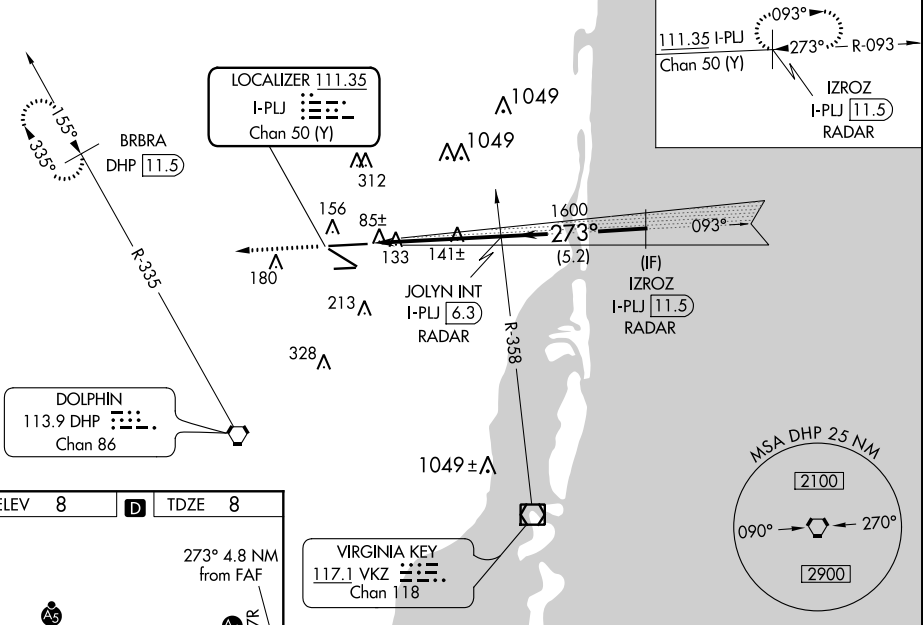 093°
111.35 I-PLJ
273°
R-093
Chan 50 (Y)
IZROZ
I-PLJ 11.5
RADAR
LOCALIZER 111.35
I-PLJ
Chan 50 (Y)
1049
1049
155°
335°
BRBRA
DHP 11.5
312
156
85±
1600
273°
093°
133
141±
(5.2)
180
(IF)
IZROZ
I-PLJ 11.5
RADAR
JOLYN INT
I-PLJ 6.3
RADAR
R-335
213
R-358
328
DOLPHIN
113.9 DHP
Chan 86
1049±
MSA DHP 25 NM
2100
090°
270°
2900
ELEV 8
D
TDZE 8
273° 4.8 NM
from FAF
VIRGINIA KEY
117.1 VKZ
Chan 118
A5
7R